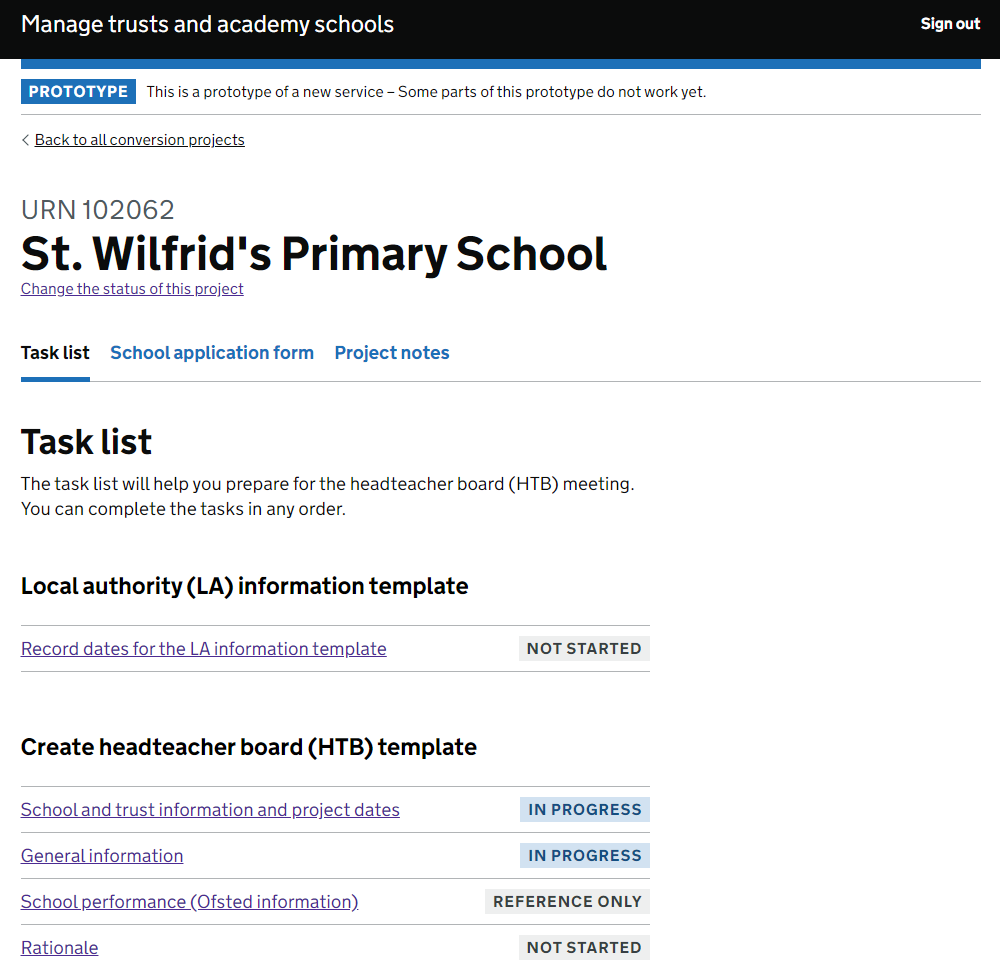 Manage trusts and academy schools
Sign out
PROTOTYPE This is a prototype of a new service – Some parts of this prototype do not work yet.
Back to all conversion projects
URN 102062
St. Wilfrid's Primary School
Change the status of this project
Task list School application form Project notes
Task list
The task list will help you prepare for the headteacher board (HTB) meeting.
You can complete the tasks in any order.
Local authority (LA) information template
Record dates for the LA information template NOT STARTED
Create headteacher board (HTB) template
School and trust information and project dates IN PROGRESS
General information IN PROGRESS
School performance (Ofsted information) REFERENCE ONLY
Rationale NOT STARTED